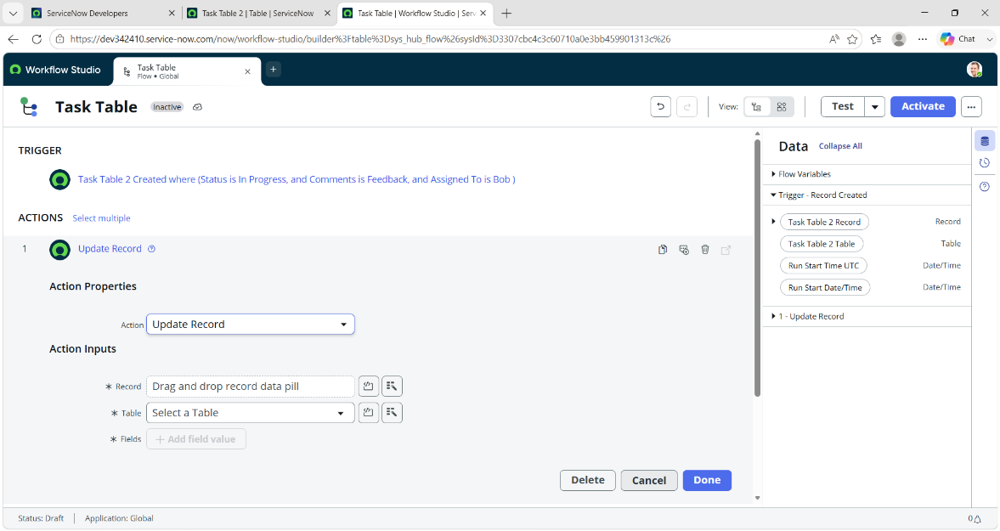 ServiceNow Developers
Task Table 2 | Table | ServiceNow
Task Table | Workflow Studio | Serv
https://dev342410.service-now.com/now/workflow-studio/builder%3Ftable%3Dsys_hub_flow%26sysId%3D3307cbc4c3c60710a0e3bb459901313c%26
Chat
Workflow Studio
Task Table
Flow • Global
Task Table
Inactive
View:
Test
Activate
TRIGGER
Task Table 2 Created where (Status is In Progress, and Comments is Feedback, and Assigned To is Bob )
ACTIONS
Select multiple
1
Update Record
Action Properties
Action
Update Record
Action Inputs
* Record
Drag and drop record data pill
* Table
Select a Table
* Fields
+ Add field value
Delete
Cancel
Done
Data
Collapse All
Flow Variables
Trigger - Record Created
Task Table 2 Record
Record
Task Table 2 Table
Table
Run Start Time UTC
Date/Time
Run Start Date/Time
Date/Time
1 - Update Record
Status: Draft
Application: Global
0